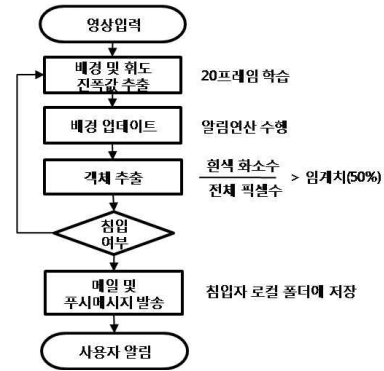 영상입력
배경 및 휘도
진폭값 추출
20프레임 학습
배경 업데이트
알림연산 수행
객체 추출
흰색 화소수
전체 픽셀수
> 임계치(50%)
침입
여부
메일 및
푸시메시지 발송
침입자 로컬 폴더에 저장
사용자 알림